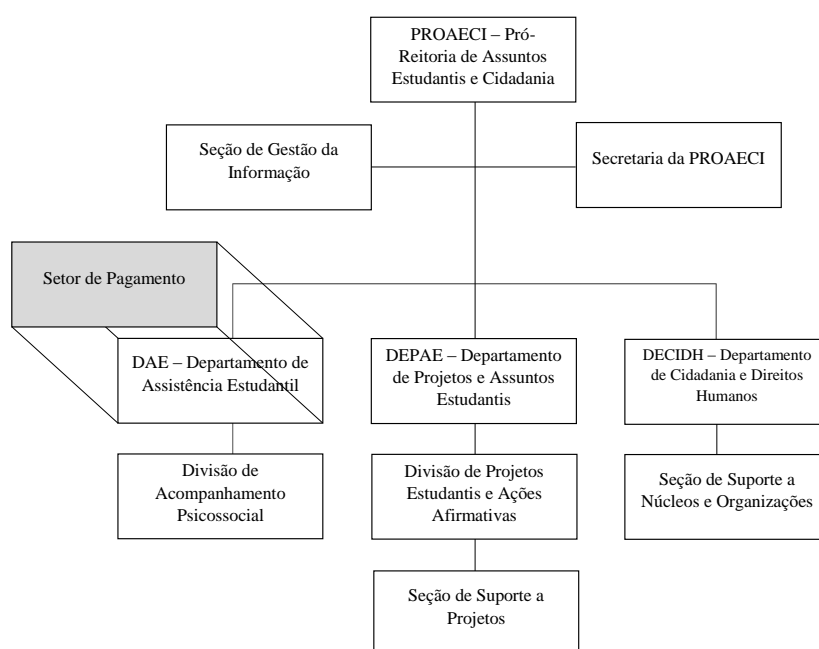 PROAECI – Pró-
Reitoria de Assuntos
Estudantis e Cidadania
Seção de Gestão da
Informação
Secretaria da PROAECI
Setor de Pagamento
DAE – Departamento de
Assistência Estudantil
DEPAE – Departamento
de Projetos e Assuntos
Estudantis
DECIDH – Departamento
de Cidadania e Direitos
Humanos
Divisão de
Acompanhamento
Psicossocial
Divisão de Projetos
Estudantis e Ações
Afirmativas
Seção de Suporte a
Núcleos e Organizações
Seção de Suporte a
Projetos